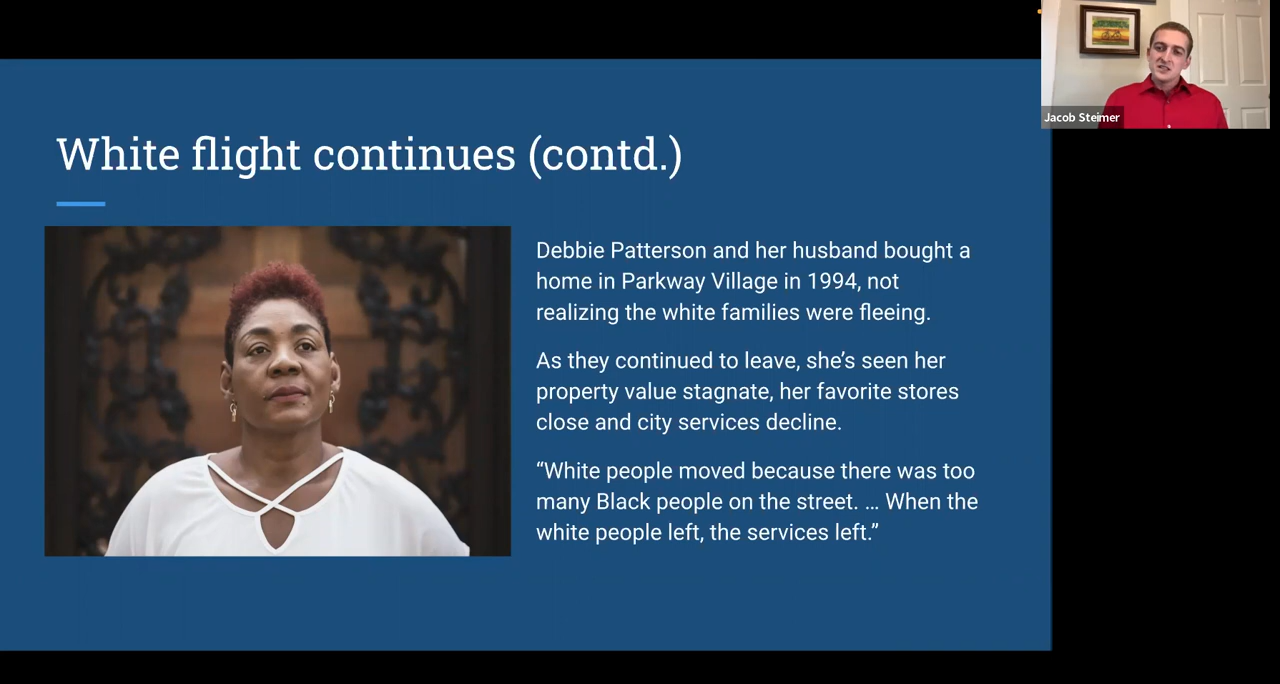 Jacob Steimer
White flight continues (contd.)
Debbie Patterson and her husband bought a
home in Parkway Village in 1994, not
realizing the white families were fleeing.
As they continued to leave, she’s seen her
property value stagnate, her favorite stores
close and city services decline.
“White people moved because there was too
many Black people on the street. … When the
white people left, the services left.”